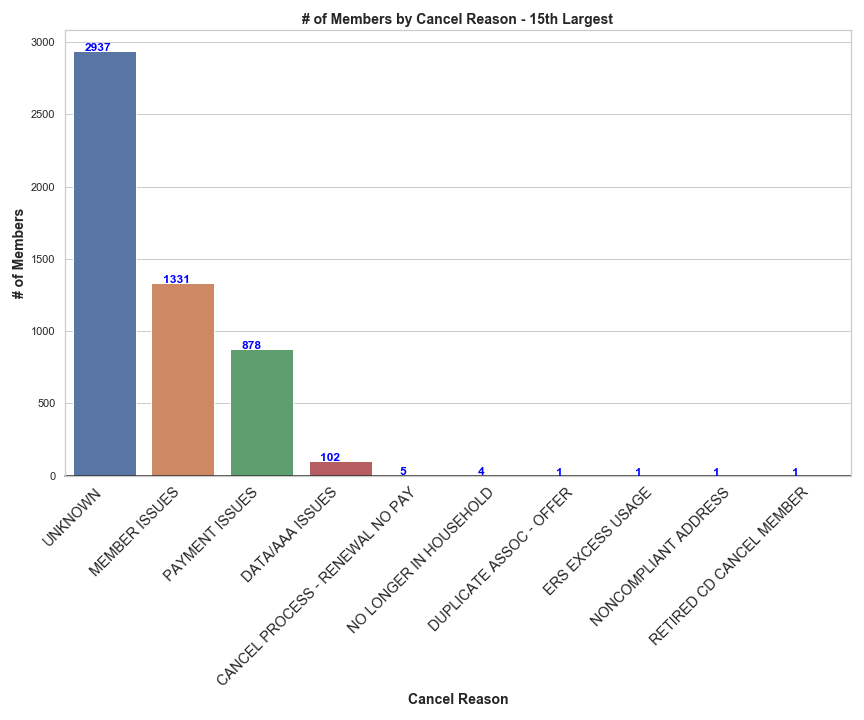 # of Members by Cancel Reason - 15th Largest
# of Members
3000
2500
2000
1500
1000
500
0
2937
1331
878
102
5
4
1
1
1
1
UNKNOWN
MEMBER ISSUES
PAYMENT ISSUES
DATA/AAA ISSUES
CANCEL PROCESS - RENEWAL NO PAY
NO LONGER IN HOUSEHOLD
DUPLICATE ASSOC - OFFER
ERS EXCESS USAGE
NONCOMPLIANT ADDRESS
RETIRED CD CANCEL MEMBER
Cancel Reason